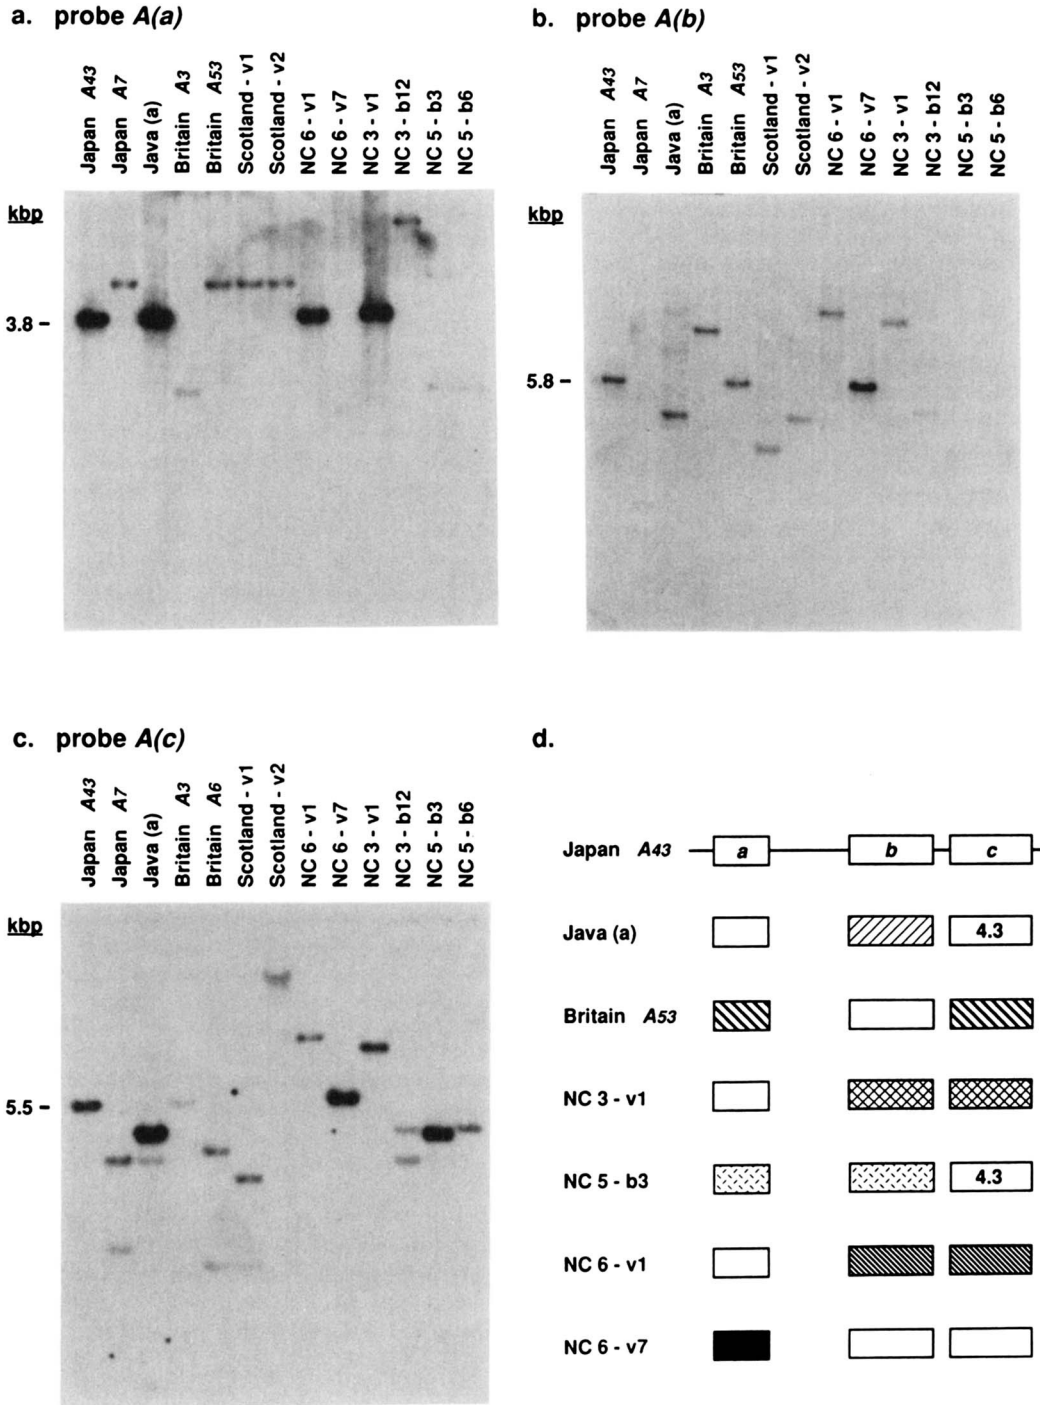 a. probe A(a)
Japan A43
Japan A7
Java (a)
Britain A3
Britain A53
Scotland - v1
Scotland - v2
NC 6 - v1
NC 6 - v7
NC 3 - v1
NC 3 - b12
NC 5 - b3
NC 5 - b6
kbp
3.8 –
b. probe A(b)
Japan A43
Japan A7
Java (a)
Britain A3
Britain A53
Scotland - v1
Scotland - v2
NC 6 - v1
NC 6 - v7
NC 3 - v1
NC 3 - b12
NC 5 - b3
NC 5 - b6
kbp
5.8 –
c. probe A(c)
Japan A43
Japan A7
Java (a)
Britain A3
Britain A6
Scotland - v1
Scotland - v2
NC 6 - v1
NC 6 - v7
NC 3 - v1
NC 3 - b12
NC 5 - b3
NC 5 - b6
kbp
5.5 –
d.
Japan A43 a b c
Java (a) 4.3
Britain A53
NC 3 - v1
NC 5 - b3 4.3
NC 6 - v1
NC 6 - v7